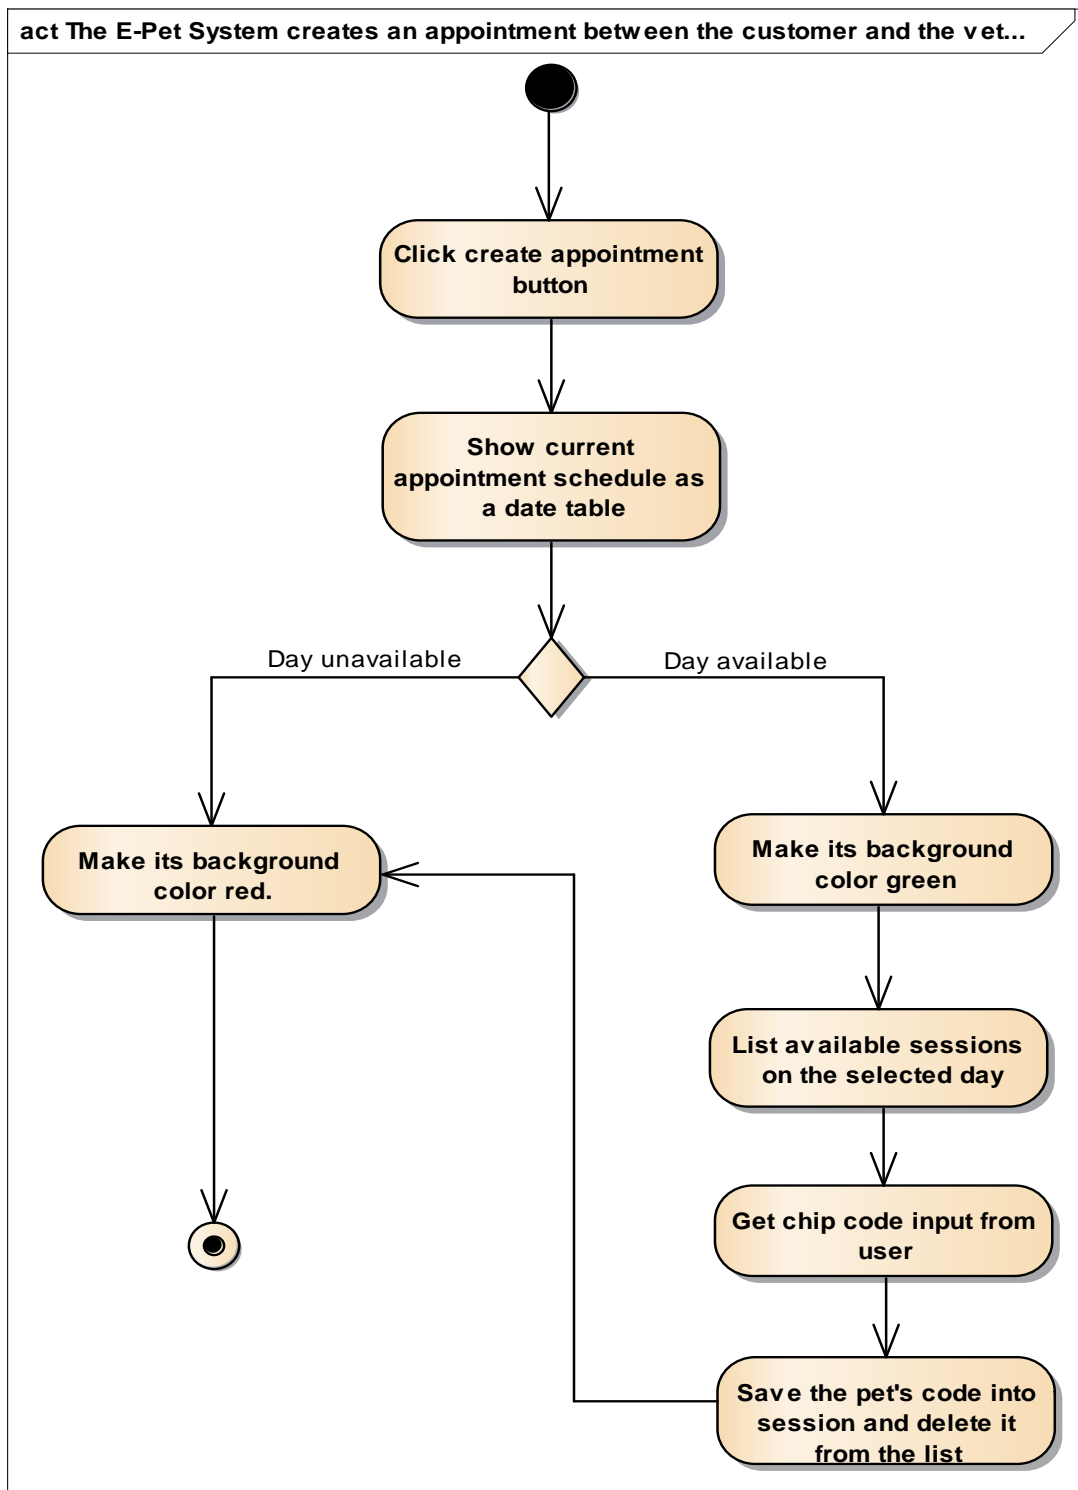 act The E-Pet System creates an appointment between the customer and the vet...
Click create appointment
button
Show current
appointment schedule as
a date table
Day unavailable
Day available
Make its background
color red.
Make its background
color green
List available sessions
on the selected day
Get chip code input from
user
Save the pet's code into
session and delete it
from the list